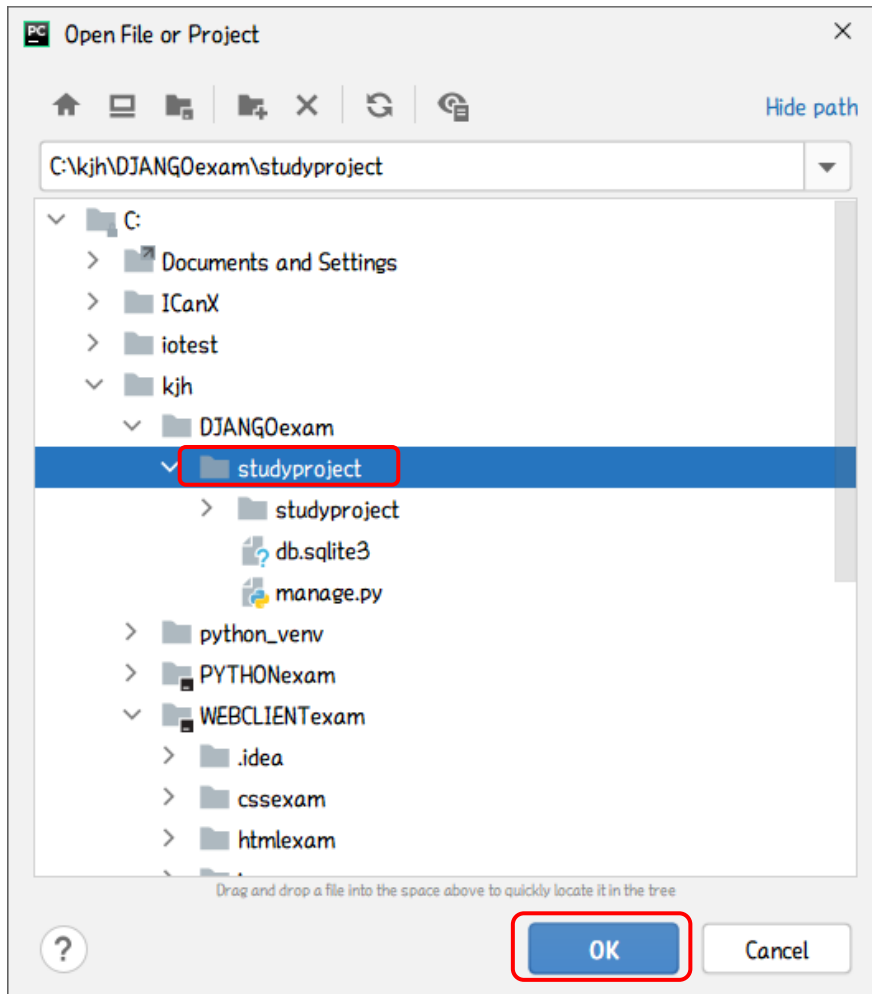 PC Open File or Project
Hide path
C:\kjh\DJANGOexam\studyproject
C:
Documents and Settings
ICanX
iotest
kjh
DJANGOexam
studyproject
studyproject
db.sqlite3
manage.py
python_venv
PYTHONexam
WEBCLIENTexam
.idea
cssexam
htmlexam
Drag and drop a file into the space above to quickly locate it in the tree
? OK Cancel